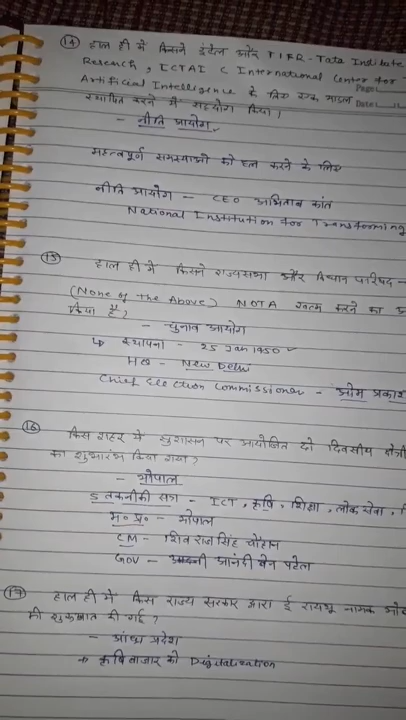 (14) हाल ही में किसने इंटेल और TIFR - Tata Institute
Research, ICTAI C International Center for
Page:
Artificial Intelligence के लिए एक माडल
Date:
स्थापित करने में सहयोग किया।
- नीति आयोग
महत्वपूर्ण समस्याओ को हल करने के लिए
नीति आयोग - CEO अमिताब कांत
National Institution for Transforming
(15) हाल ही में किसने राज्यसभा और विधान परिषद -
(None of the Above) NOTA खत्म करने का
किया है?
- चुनाव आयोग
↳ स्थापना - 25 Jan 1950
- New Delhi
Chief Election Commissioner - ओम प्रकाश
(16) किस शहर में सुशासन पर आयोजित दो दिवसीय क्षेत्री
का शुभारंभ किया गया?
- भोपाल
5 तकनीकी सत्र - ICT, कृषि, शिक्षा, लोक सेवा,
म० प्र० - भोपाल
CM - शिव राज सिंह चौहान
GOV - आनंदी बेन पटेल
(17) हाल ही में किस राज्य सरकार द्वारा ई रायथू नामक
की शुरूआत की गई?
- आंध्रा प्रदेश
→ कृषि बाजार को Digitalization